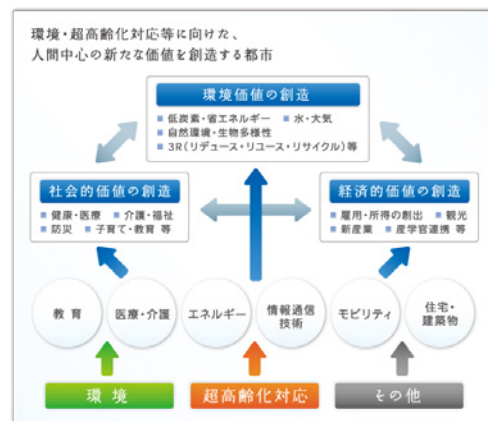 環境・超高齢化対応等に向けた、
人間中心の新たな価値を創造する都市
環境価値の創造
■ 低炭素・省エネルギー ■ 水・大気
■ 自然環境・生物多様性
■ 3R(リデュース・リユース・リサイクル)等
社会的価値の創造
■ 健康・医療 ■ 介護・福祉
■ 防災 ■ 子育て・教育 等
経済的価値の創造
■ 雇用・所得の創出 ■ 観光
■ 新産業 ■ 産学官連携 等
教育
医療・介護
エネルギー
情報通信
技術
モビリティ
住宅・
建築物
環境
超高齢化対応
その他